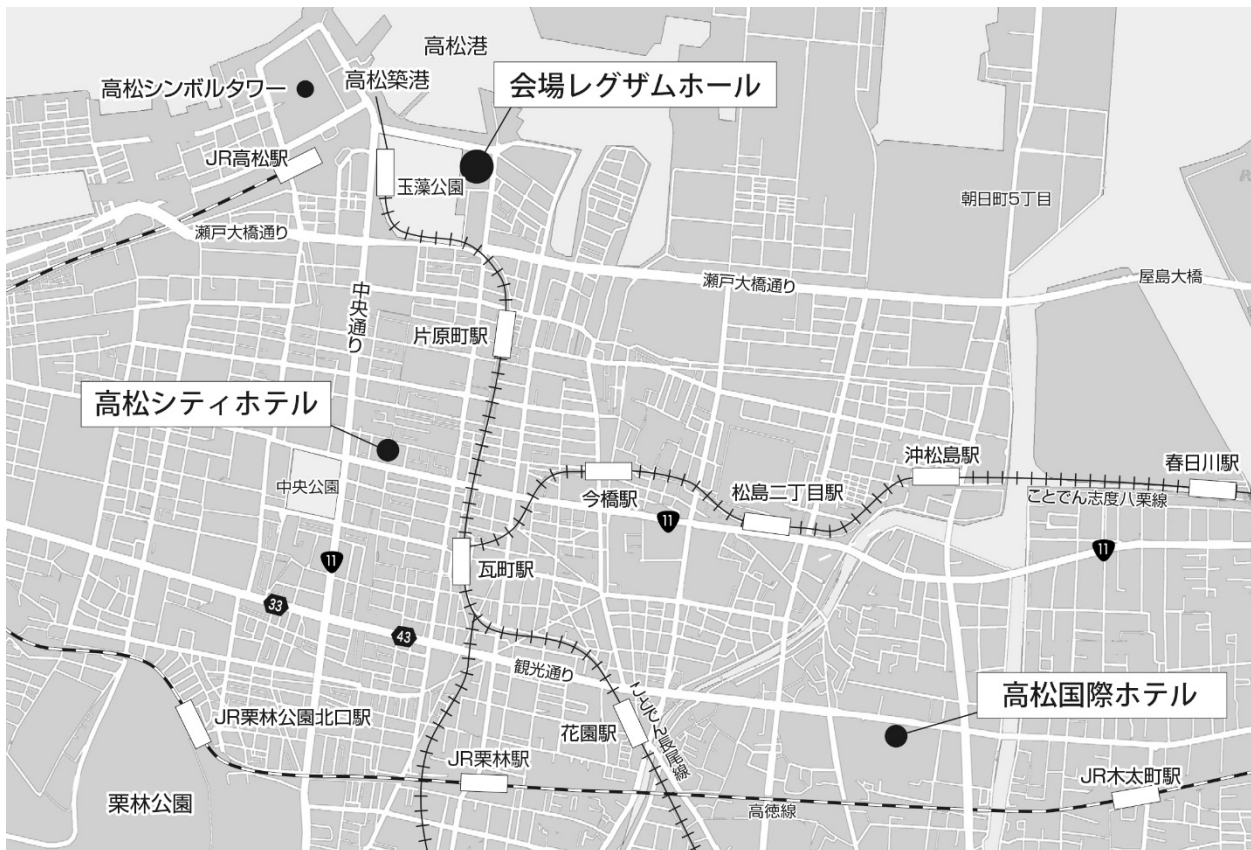 高松港
高松築港
高松シンボルタワー
会場レグザムホール
JR高松駅
玉藻公園
朝日町5丁目
瀬戸大橋通り
瀬戸大橋通り
屋島大橋
中央通り
片原町駅
高松シティホテル
中央公園
今橋駅
松島二丁目駅
沖松島駅
春日川駅
ことでん志度八栗線
11
11
11
瓦町駅
33
43
観光通り
高松国際ホテル
JR栗林公園北口駅
花園駅
ことでん長尾線
JR栗林駅
JR木太町駅
高徳線
栗林公園